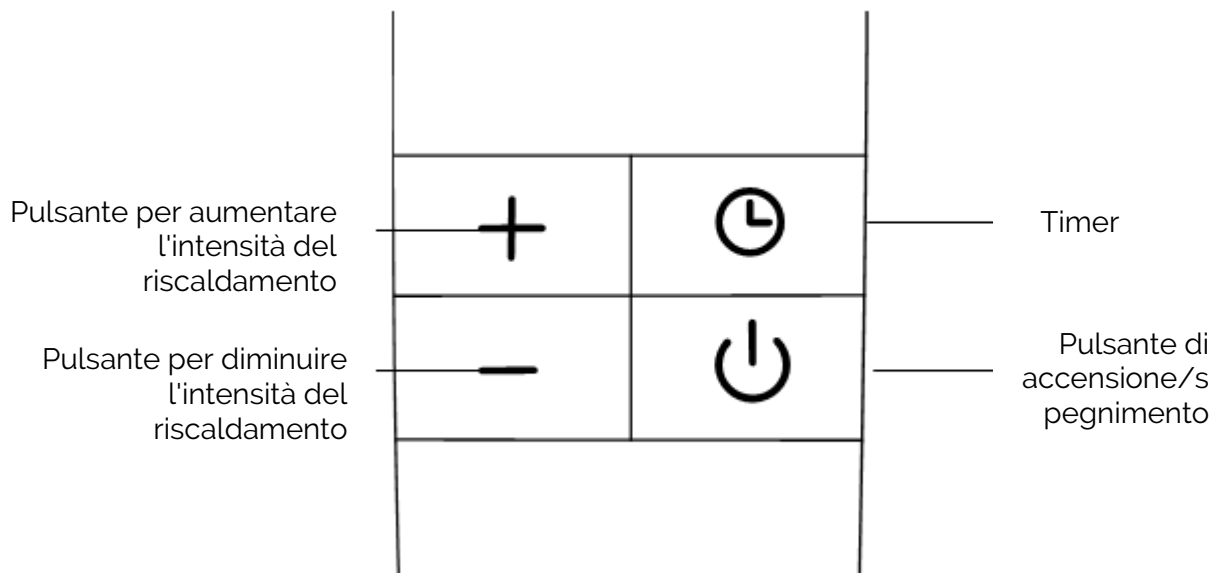 Pulsante per aumentare
l'intensità del
riscaldamento
Timer
Pulsante per diminuire
l'intensità del
riscaldamento
Pulsante di
accensione/s
pegnimento